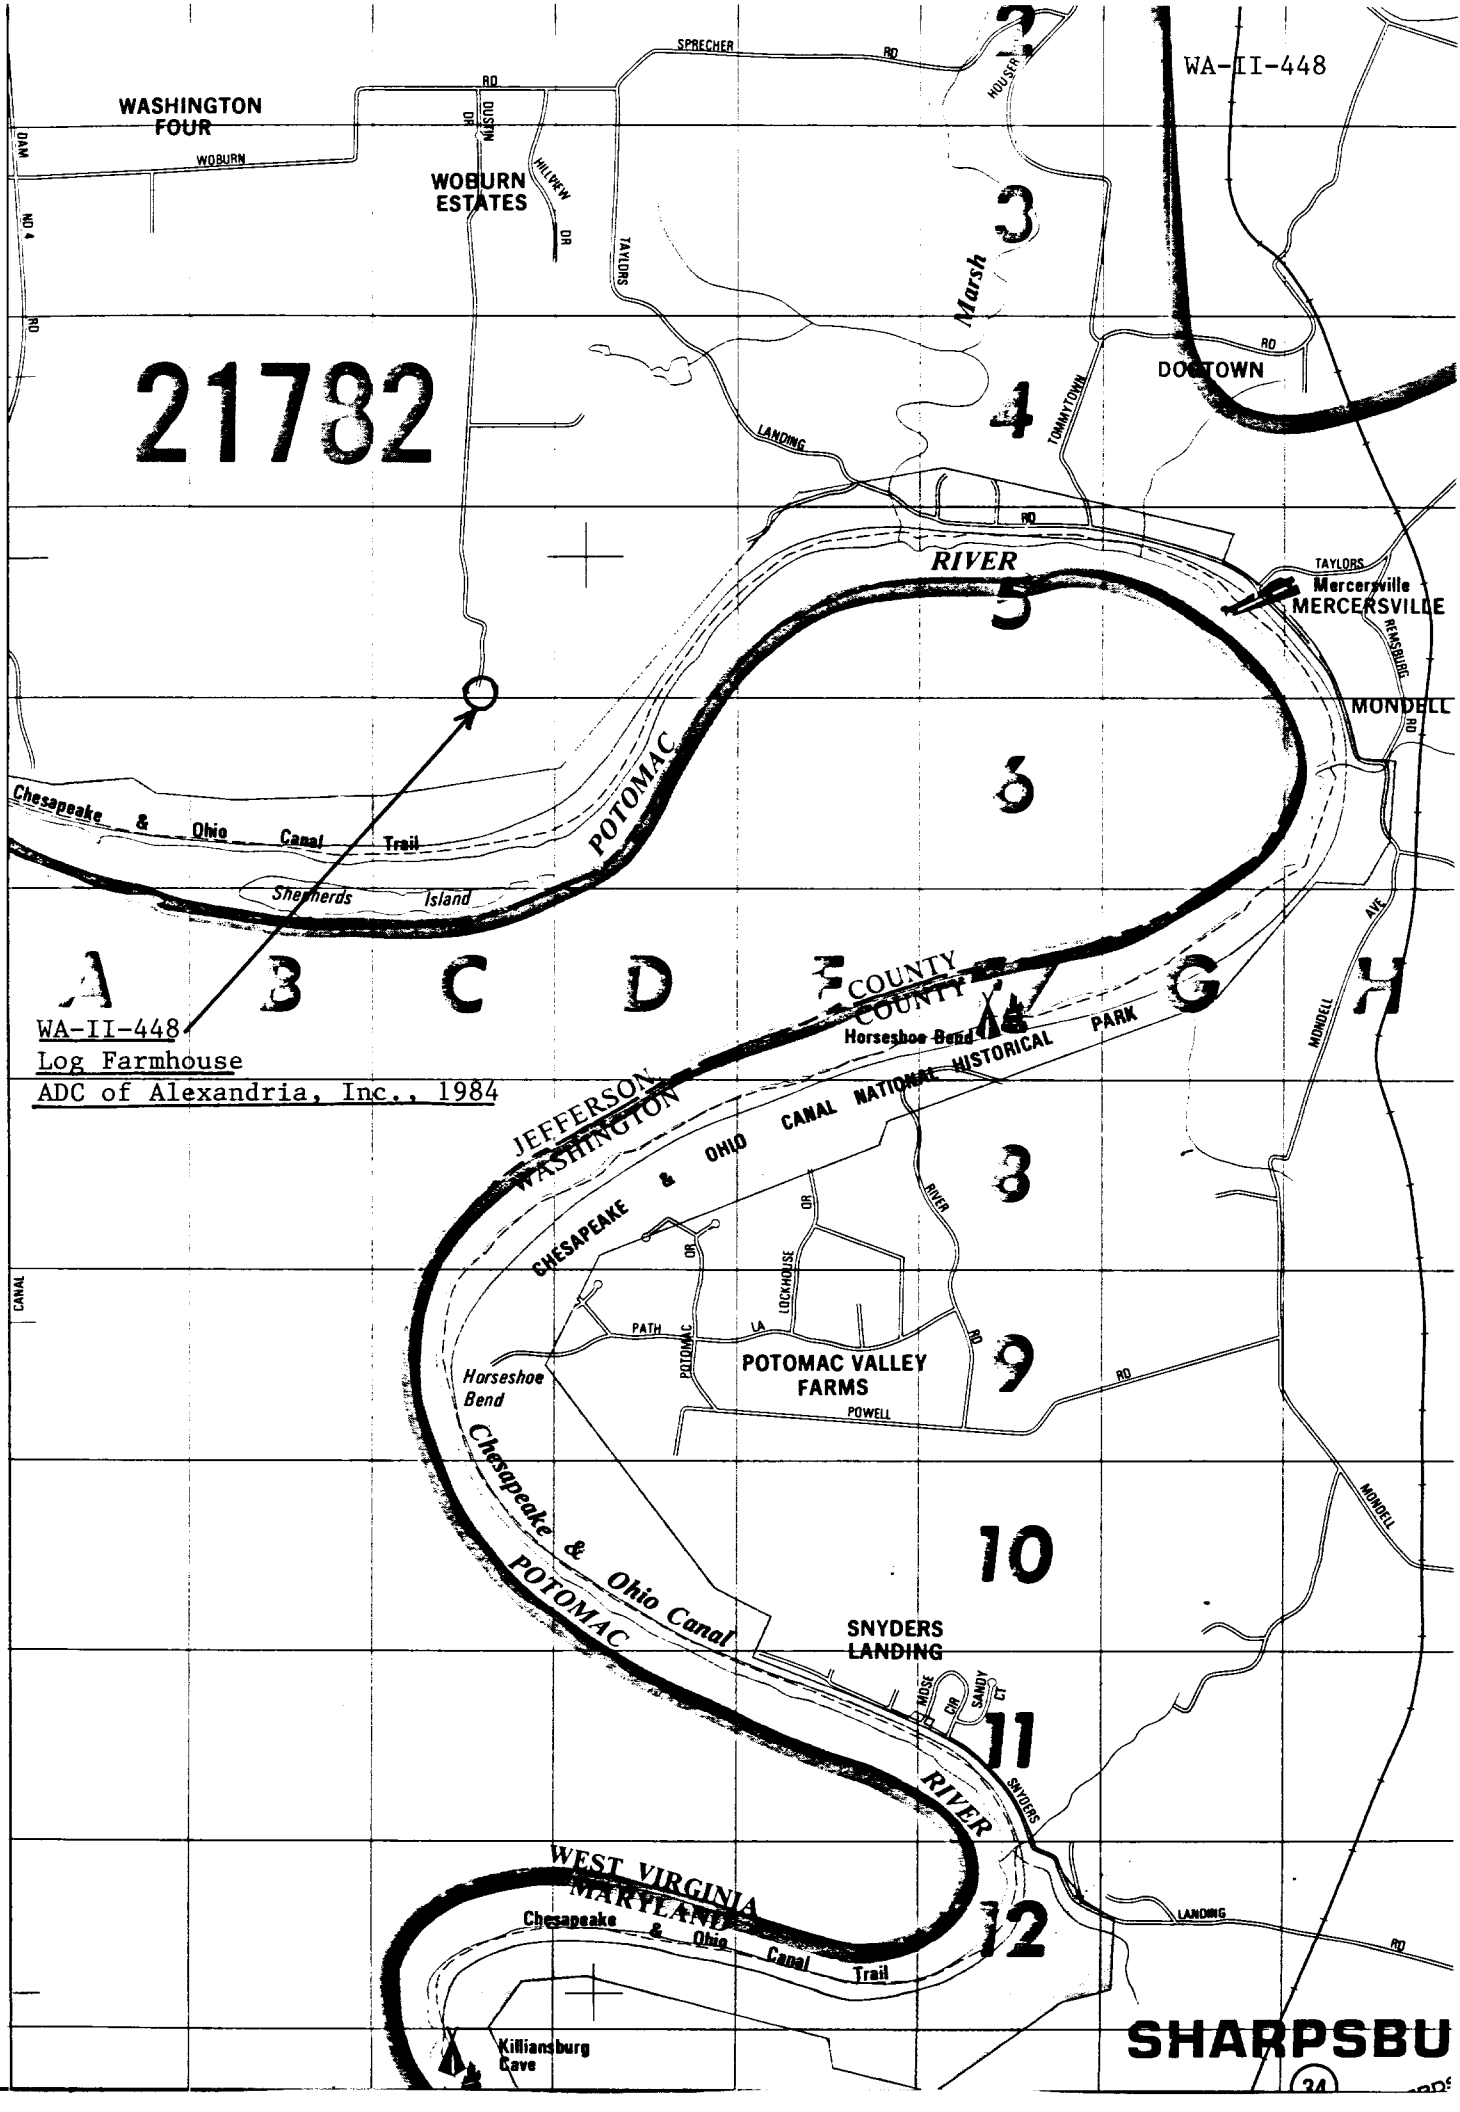 2
SPRECHER
RD
HOUSER
WA-II-448
RD
WASHINGTON
FOUR
DUSTIN
DR
DAM
WOBURN
HILLVIEW
WOBURN
ESTATES
3
NO 4
DR
TAYLORS
Marsh
RD
RD
DOGTOWN
21782
4
TOMMYTOWN
LANDING
RD
RIVER
TAYLORS
5
Mercersville
MERCERSVILLE
REMSBURG
MONDELL
RD
POTOMAC
6
Chesapeake & Ohio Canal Trail
Shepherds Island
AVE
A B C D E F G H
COUNTY
COUNTY
7
MONDELL
WA-II-448
Log Farmhouse
ADC of Alexandria, Inc., 1984
Horseshoe Bend
JEFFERSON
WASHINGTON
CHESAPEAKE & OHIO CANAL NATIONAL HISTORICAL PARK
8
RIVER
DR
DR
LOCKHOUSE
CANAL
PATH
LA
POTOMAC
RD
9
POTOMAC VALLEY
FARMS
Horseshoe
Bend
RD
POWELL
Chesapeake & Ohio Canal
MONDELL
10
POTOMAC
SNYDERS
LANDING
MOSE
CIR
SANDY
CT
11
RIVER
SNYDERS
WEST VIRGINIA
MARYLAND
12
LANDING
RD
Chesapeake & Ohio Canal Trail
Killiansburg
Cave
SHARPSBU
34